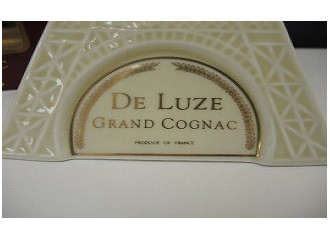 DE LUZE
GRAND COGNAC
PRODUCE OF FRANCE